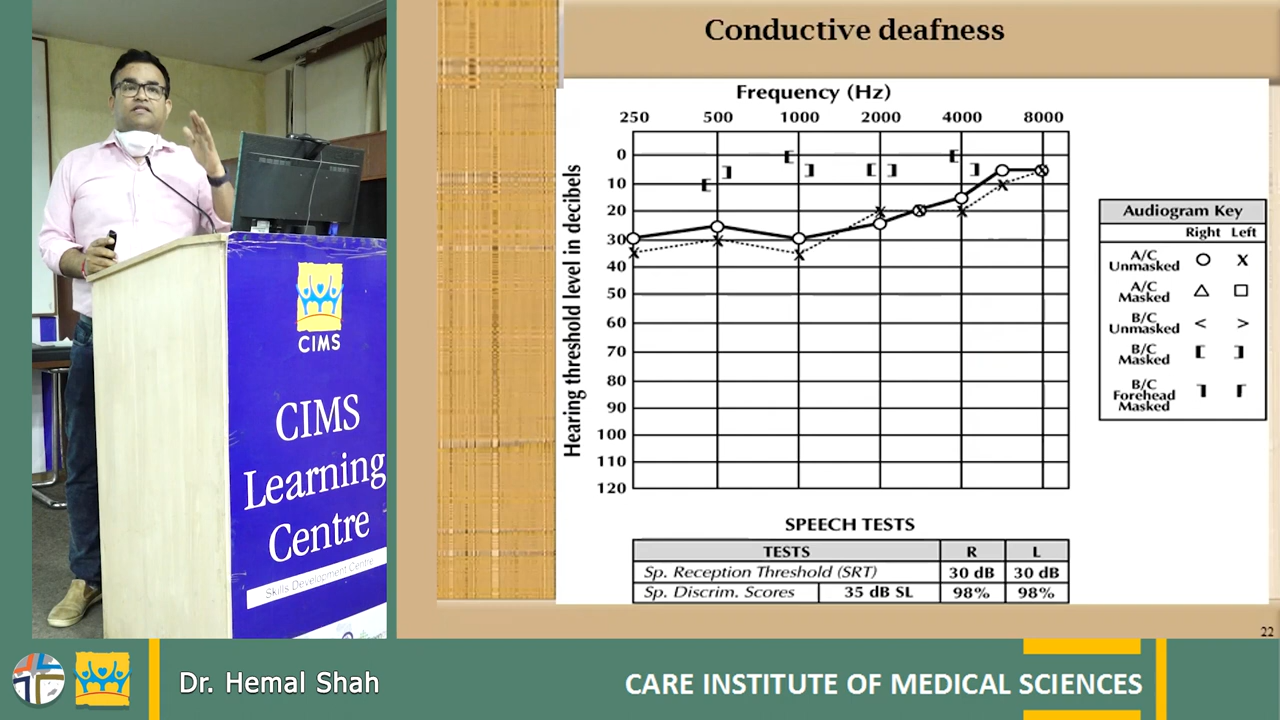 Conductive deafness
Frequency (Hz)
250 500 1000 2000 4000 8000
Hearing threshold level in decibels
0
10
20
30
40
50
60
70
80
90
100
110
120
Audiogram Key
Right Left
A/C
Unmasked
A/C
Masked
B/C
Unmasked
B/C
Masked
B/C
Forehead
Masked
SPEECH TESTS
TESTS R L
Sp. Reception Threshold (SRT) 30 dB 30 dB
Sp. Discrim. Scores 35 dB SL 98% 98%
22
CIMS
CIMS
Learning
Centre
Skills Development Centre
Dr. Hemal Shah
CARE INSTITUTE OF MEDICAL SCIENCES